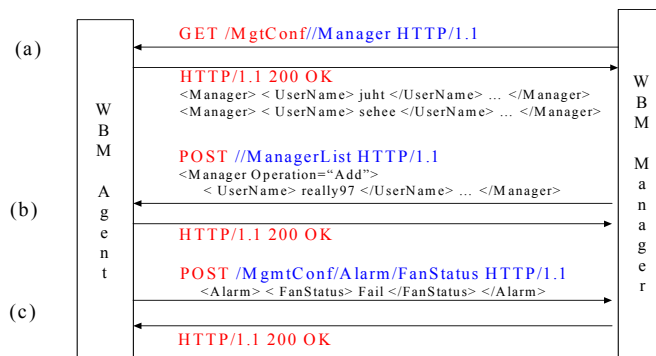 GET /MgtConf//Manager HTTP/1.1
(a)
HTTP/1.1 200 OK
<Manager> < UserName> juht </UserName> ... </Manager>
<Manager> < UserName> sehee </UserName> ... </Manager>
WBM Agent
WBM Manager
POST //ManagerList HTTP/1.1
<Manager Operation="Add">
< UserName> really97 </UserName> ... </Manager>
(b)
HTTP/1.1 200 OK
POST /MgmtConf/Alarm/FanStatus HTTP/1.1
<Alarm> < FanStatus> Fail </FanStatus> </Alarm>
(c)
HTTP/1.1 200 OK